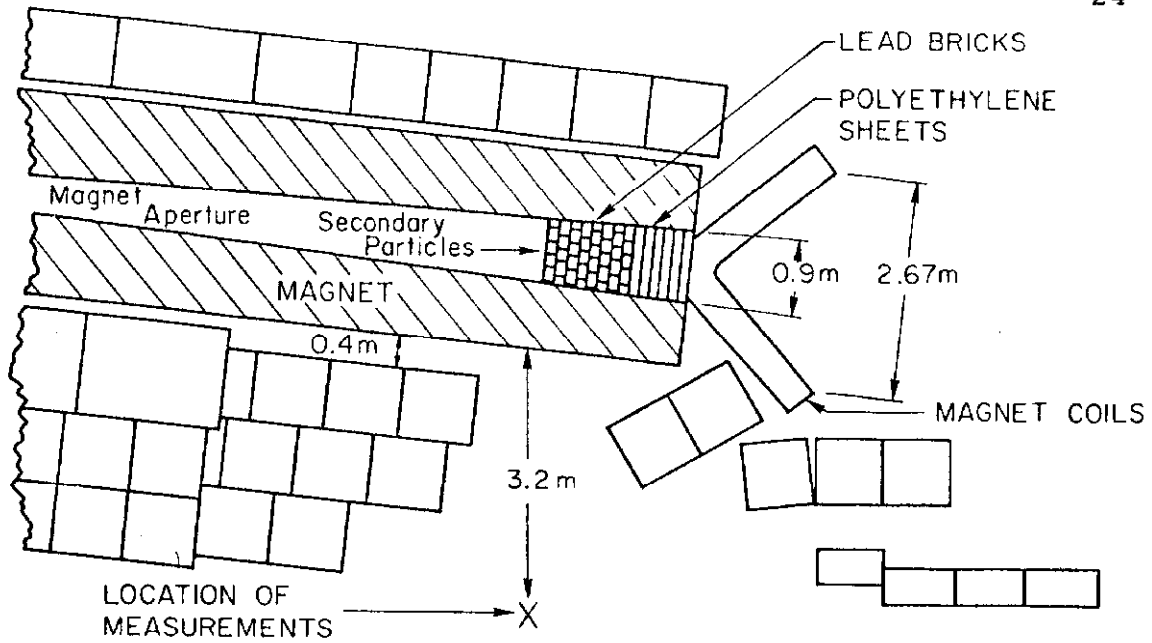 24
LEAD BRICKS
POLYETHYLENE
SHEETS
Magnet
Aperture
Secondary
Particles
0.9m
2.67m
MAGNET
0.4m
MAGNET COILS
3.2m
LOCATION OF
MEASUREMENTS
X